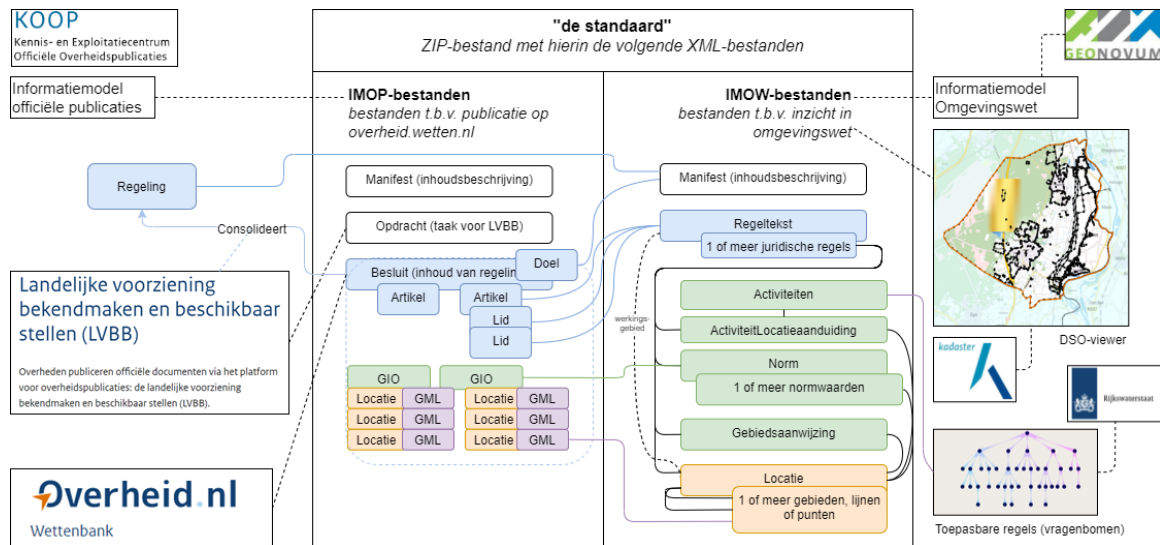 KOOP
Kennis- en Exploitatiecentrum
Officiële Overheidspublicaties
"de standaard"
ZIP-bestand met hierin de volgende XML-bestanden
GEONOVUM
Informatiemodel
officiële publicaties
IMOP-bestanden
bestanden t.b.v. publicatie op
overheid.wetten.nl
IMOW-bestanden
bestanden t.b.v. inzicht in
omgevingswet
Informatiemodel
Omgevingswet
Regeling
Manifest (inhoudsbeschrijving)
Manifest (inhoudsbeschrijving)
Consolideert
Opdracht (taak voor LVBB)
Regeltekst
1 of meer juridische regels
Doel
Besluit (inhoud van regelin
Artikel
Artikel
Lid
Lid
Landelijke voorziening
bekendmaken en beschikbaar
stellen (LVBB)
Overheden publiceren officiële documenten via het platform
voor overheidspublicaties: de landelijke voorziening
bekendmaken en beschikbaar stellen (LVBB).
werkings-
gebied
Activiteiten
ActiviteitLocatieaanduiding
Norm
1 of meer normwaarden
Gebiedsaanwijzing
Locatie
1 of meer gebieden, lijnen
of punten
GIO
GIO
Locatie GML Locatie GML
Locatie GML Locatie GML
Locatie GML Locatie GML
DSO-viewer
kadaster
Rijkswaterstaat
Toepasbare regels (vragenbomen)
Overheid.nl
Wettenbank